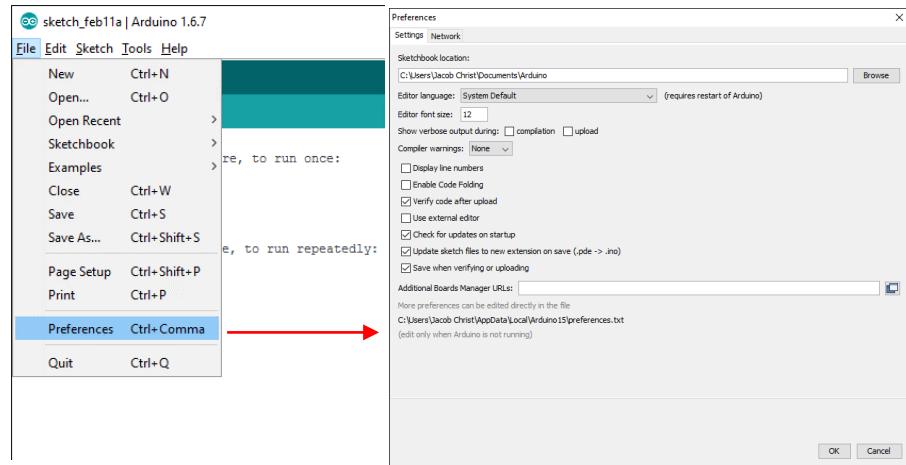 sketch_feb11a | Arduino 1.6.7
File Edit Sketch Tools Help
New Ctrl+N
Open... Ctrl+O
Open Recent >
Sketchbook >
Examples >
Close Ctrl+W
Save Ctrl+S
Save As... Ctrl+Shift+S
Page Setup Ctrl+Shift+P
Print Ctrl+P
Preferences Ctrl+Comma
Quit Ctrl+Q
re, to run once:
e, to run repeatedly:
Preferences
Settings Network
Sketchbook location:
C:\Users\Jacob Christ\Documents\Arduino Browse
Editor language: System Default (requires restart of Arduino)
Editor font size: 12
Show verbose output during: compilation upload
Compiler warnings: None
Display line numbers
Enable Code Folding
Verify code after upload
Use external editor
Check for updates on startup
Update sketch files to new extension on save (.pde -> .ino)
Save when verifying or uploading
Additional Boards Manager URLs:
More preferences can be edited directly in the file
C:\Users\Jacob Christ\AppData\Local\Arduino15\preferences.txt
(edit only when Arduino is not running)
OK Cancel